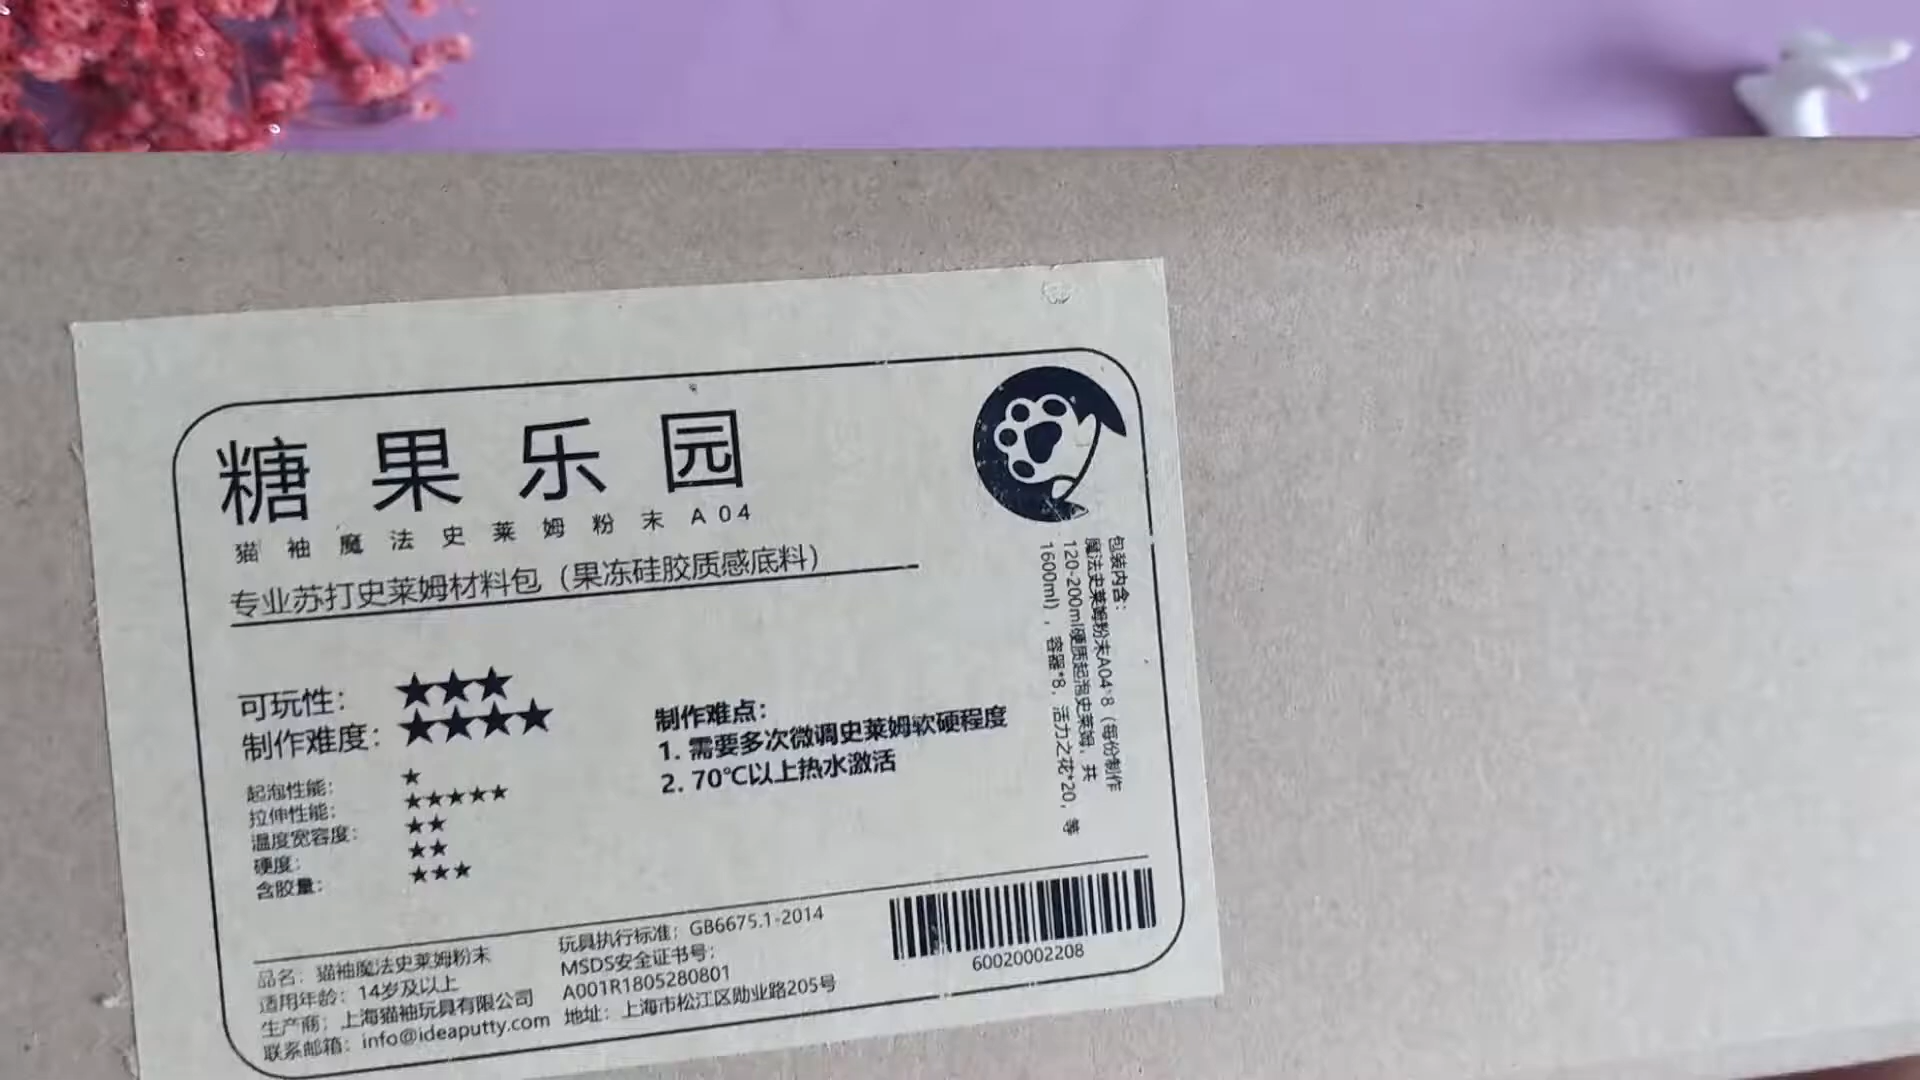 糖果乐园
猫袖魔法史莱姆粉末A04
专业苏打史莱姆材料包（果冻硅胶质感底料）
可玩性：★★★
制作难度：★★★★
起泡性能：★
拉伸性能：★★★★★
温度宽容度：★★
硬度：★★
含胶量：★★★
制作难点：
1. 需要多次微调史莱姆软硬程度
2. 70℃以上热水激活
包装内含：
魔法史莱姆粉末A04*8（每份制作
120-200ml硬质起泡史莱姆，共
1600ml），容器*8，活力之花*20，等
品名：猫袖魔法史莱姆粉末
适用年龄：14岁及以上
生产商：上海猫袖玩具有限公司
联系邮箱：info@ideaputty.com
玩具执行标准：GB6675.1-2014
MSDS安全证书号：
A001R1805280801
地址：上海市松江区勋业路205号
60020002208